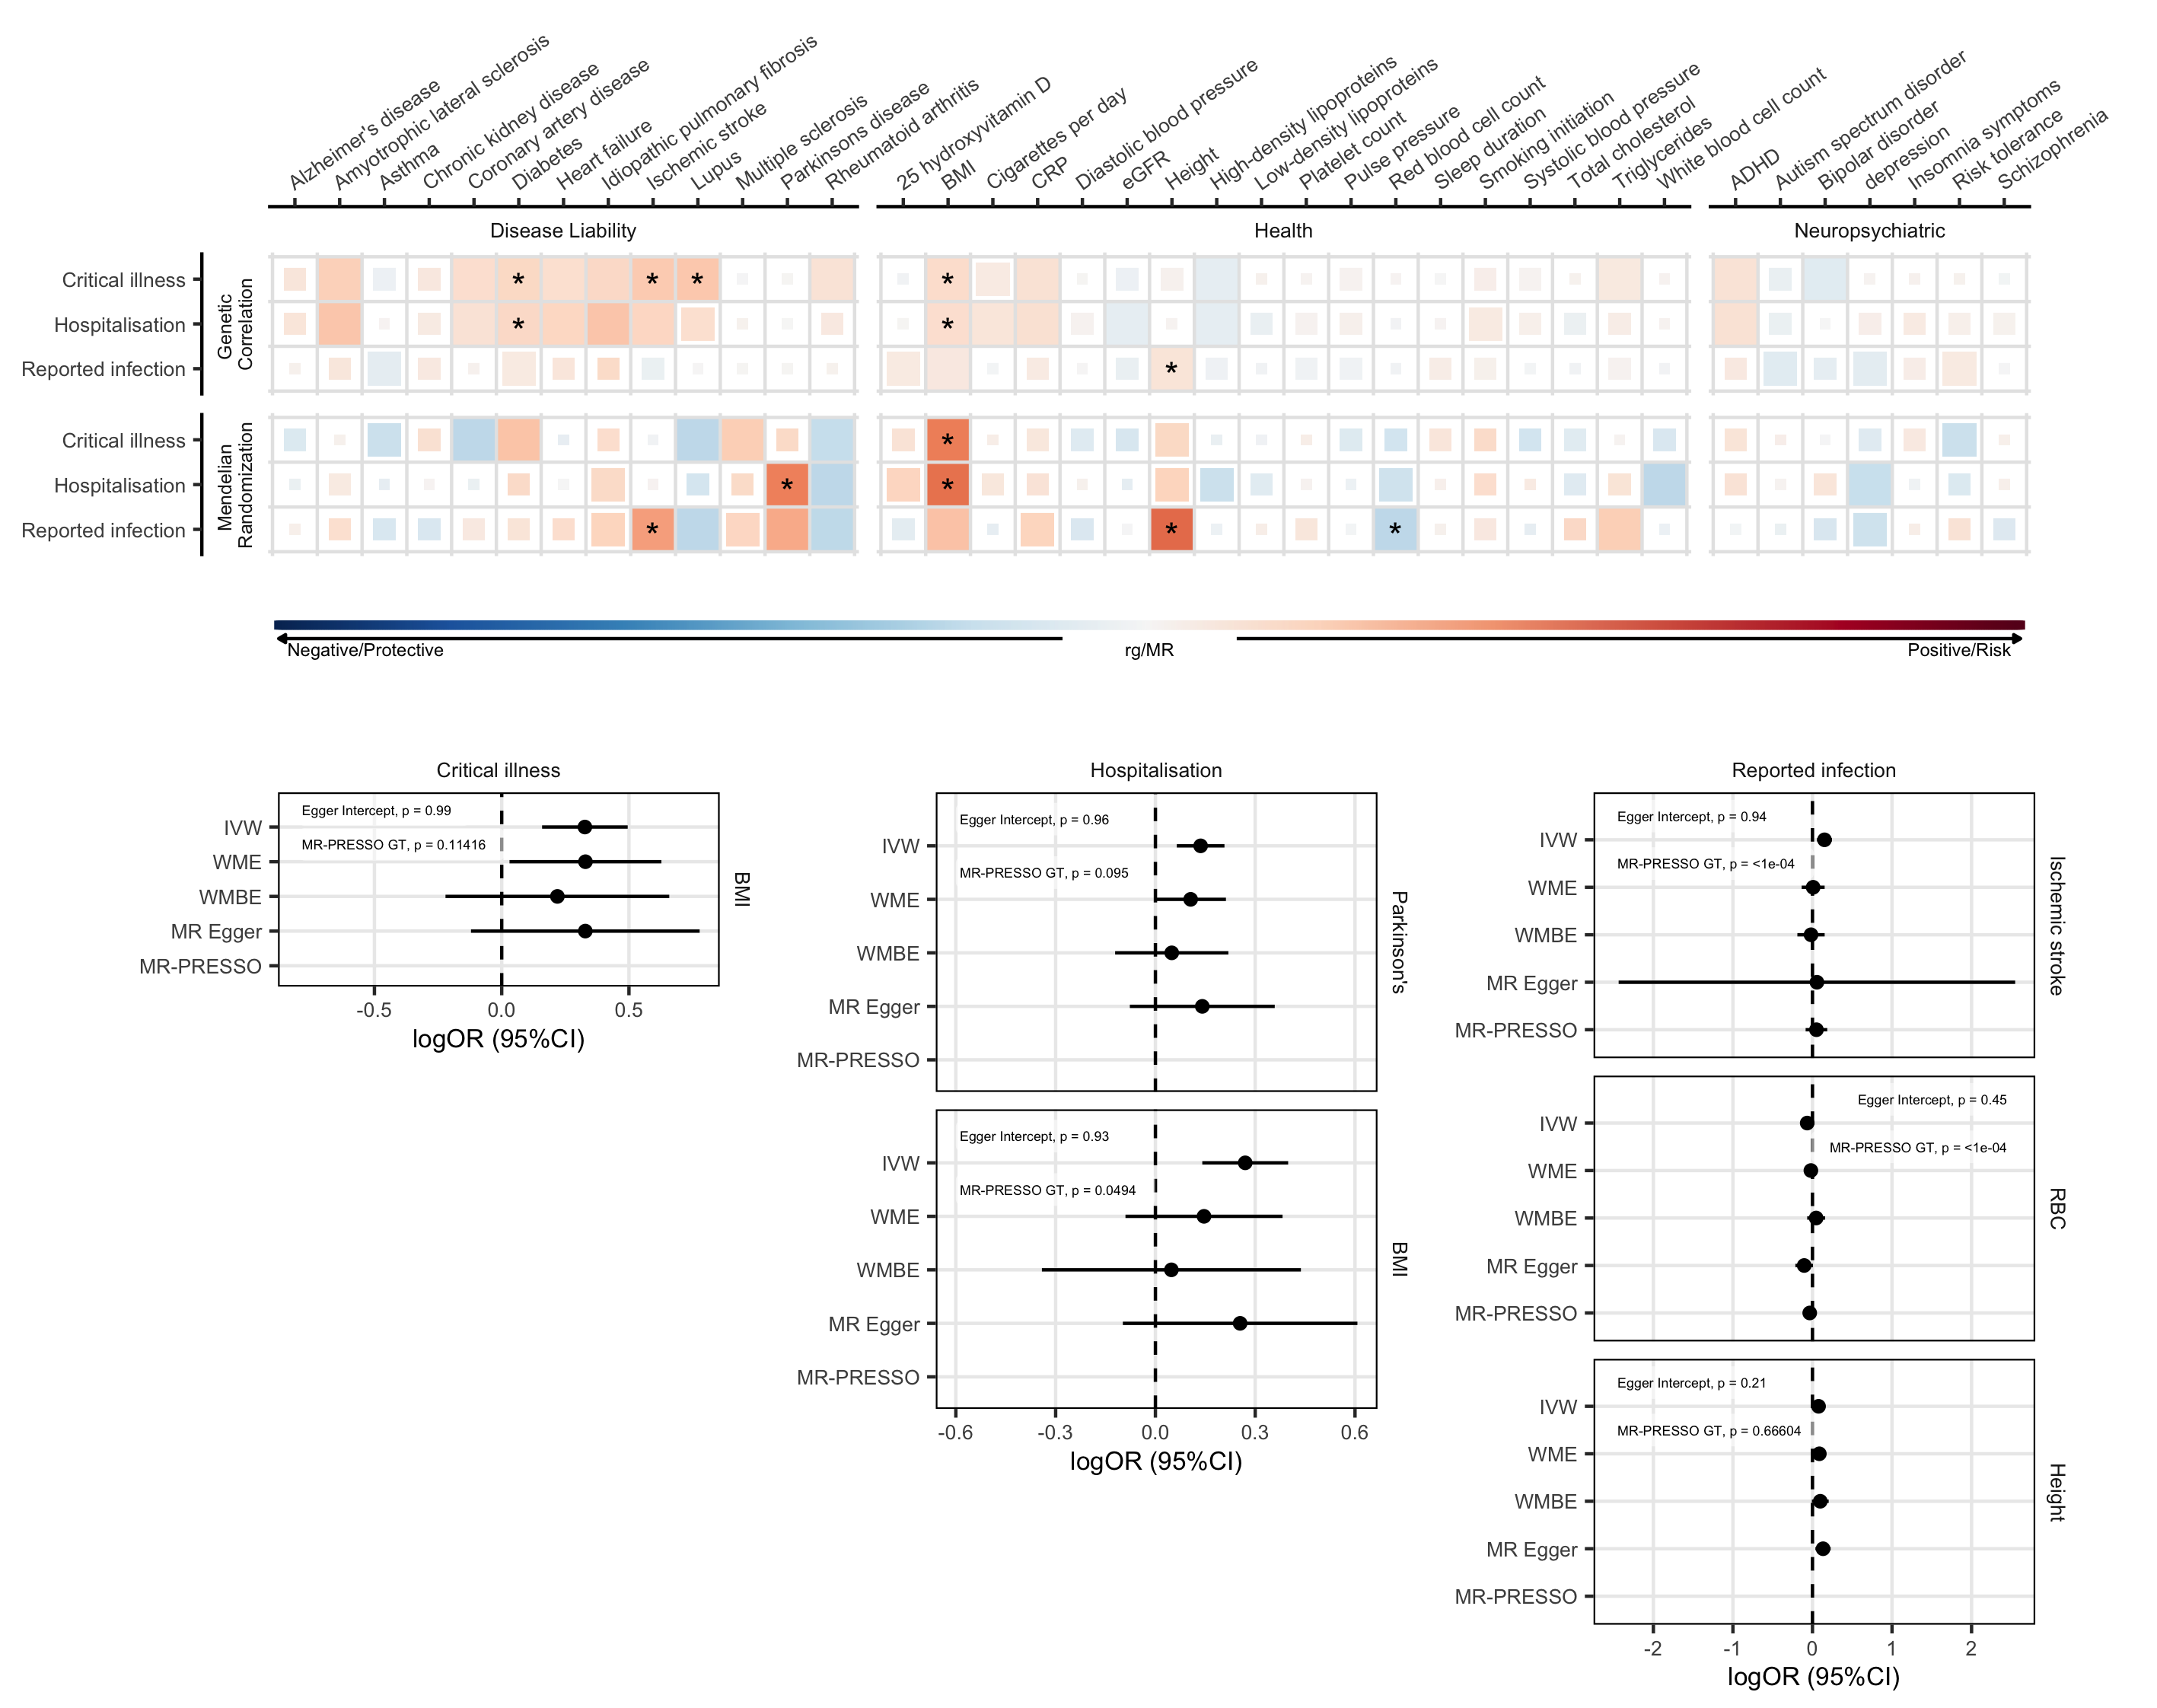 Alzheimer's disease
Amyotrophic lateral sclerosis
Asthma
Chronic kidney disease
Coronary artery disease
Diabetes
Heart failure
Idiopathic pulmonary fibrosis
Ischemic stroke
Lupus
Multiple sclerosis
Parkinsons disease
Rheumatoid arthritis
25 hydroxyvitamin D
BMI
Cigarettes per day
CRP
Diastolic blood pressure
eGFR
Height
High-density lipoproteins
Low-density lipoproteins
Platelet count
Pulse pressure
Red blood cell count
Sleep duration
Smoking initiation
Systolic blood pressure
Total cholesterol
Triglycerides
White blood cell count
ADHD
Autism spectrum disorder
Bipolar disorder
depression
Insomnia symptoms
Risk tolerance
Schizophrenia
Disease Liability
Health
Neuropsychiatric
Critical illness
* * * *
Hospitalisation
* *
Reported infection
*
Genetic
Correlation
Critical illness
*
Hospitalisation
* *
Reported infection
* * *
Mendelian
Randomization
Negative/Protective
rg/MR
Positive/Risk
Critical illness
Egger Intercept, p = 0.99
MR-PRESSO GT, p = 0.11416
IVW
WME
WMBE
MR Egger
MR-PRESSO
BMI
-0.5 0.0 0.5
logOR (95%CI)
Hospitalisation
Egger Intercept, p = 0.96
MR-PRESSO GT, p = 0.095
IVW
WME
WMBE
MR Egger
MR-PRESSO
Parkinson's
Egger Intercept, p = 0.93
MR-PRESSO GT, p = 0.0494
IVW
WME
WMBE
MR Egger
MR-PRESSO
BMI
-0.6 -0.3 0.0 0.3 0.6
logOR (95%CI)
Reported infection
Egger Intercept, p = 0.94
MR-PRESSO GT, p = <1e-04
IVW
WME
WMBE
MR Egger
MR-PRESSO
Ischemic stroke
Egger Intercept, p = 0.45
MR-PRESSO GT, p = <1e-04
IVW
WME
WMBE
MR Egger
MR-PRESSO
RBC
Egger Intercept, p = 0.21
MR-PRESSO GT, p = 0.66604
IVW
WME
WMBE
MR Egger
MR-PRESSO
Height
-2 -1 0 1 2
logOR (95%CI)